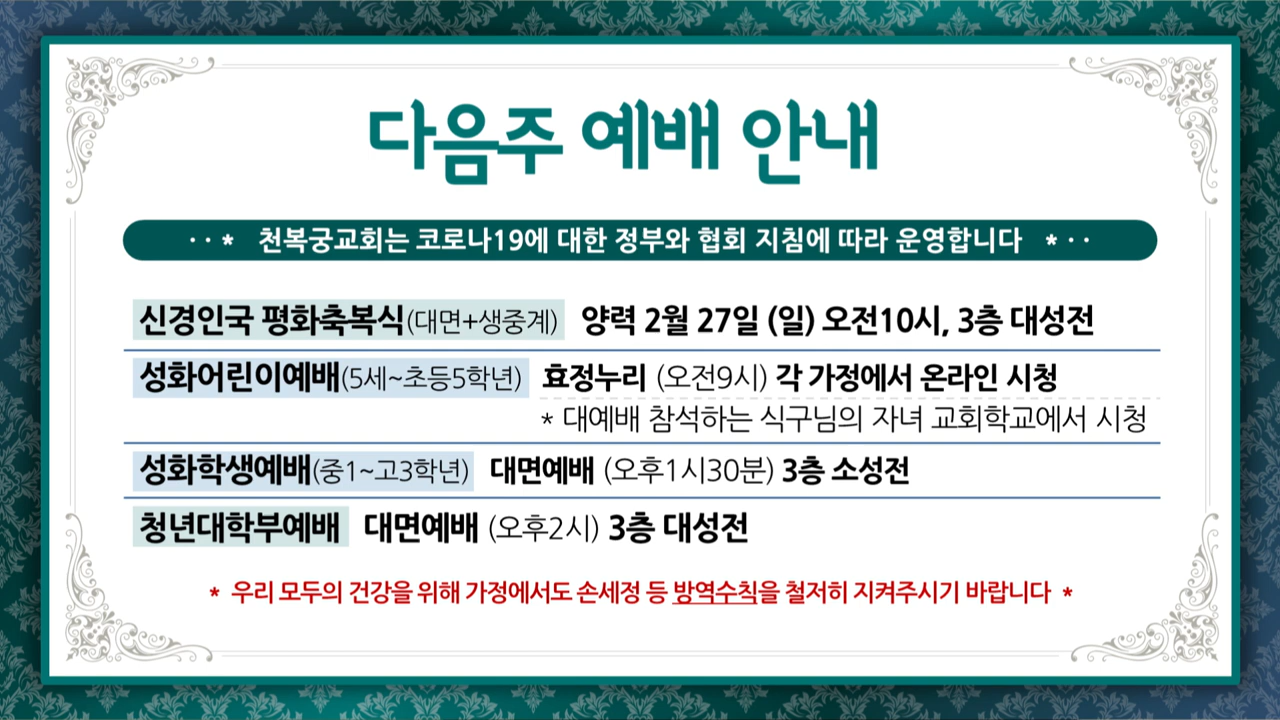 다음주 예배 안내
··* 천복궁교회는 코로나19에 대한 정부와 협회 지침에 따라 운영합니다 *··
신경인국 평화축복식(대면+생중계) 양력 2월 27일 (일) 오전10시, 3층 대성전
성화어린이예배(5세~초등5학년) 효정누리 (오전9시) 각 가정에서 온라인 시청
* 대예배 참석하는 식구님의 자녀 교회학교에서 시청
성화학생예배(중1~고3학년) 대면예배 (오후1시30분) 3층 소성전
청년대학부예배 대면예배 (오후2시) 3층 대성전
* 우리 모두의 건강을 위해 가정에서도 손세정 등 방역수칙을 철저히 지켜주시기 바랍니다 *